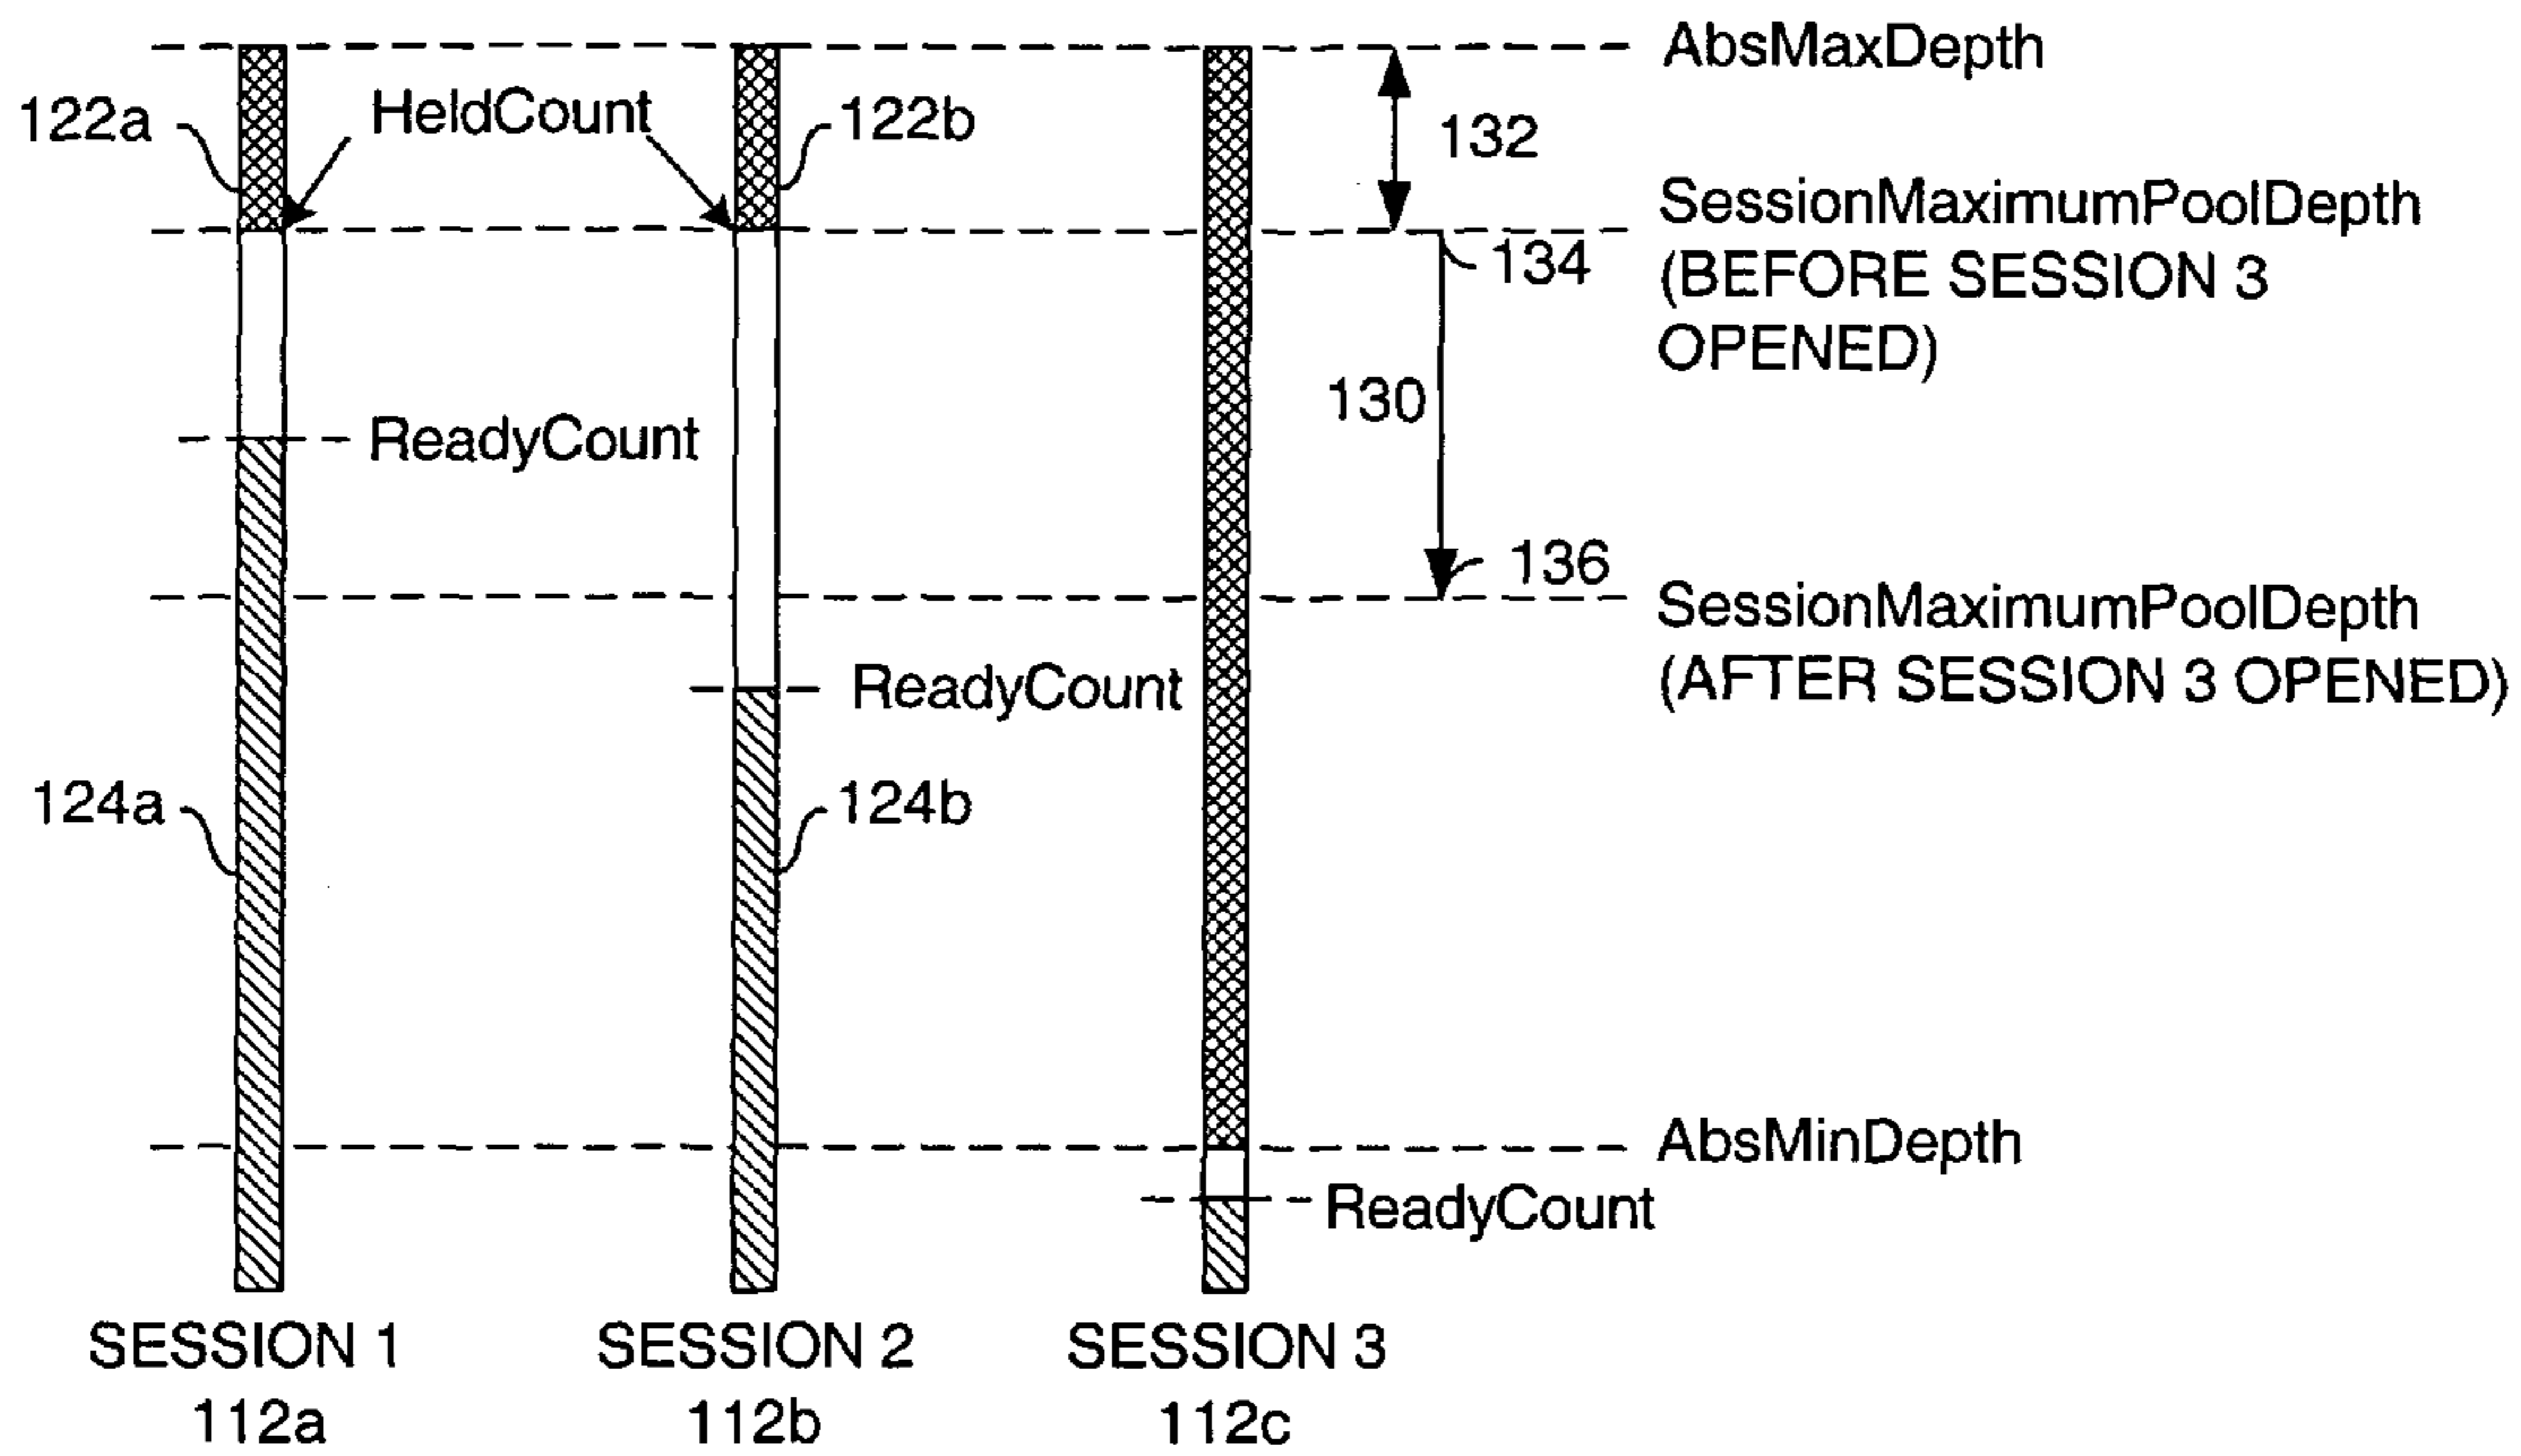 AbsMaxDepth
122a
HeldCount
122b
132
SessionMaximumPoolDepth
(BEFORE SESSION 3
OPENED)
134
130
ReadyCount
136
SessionMaximumPoolDepth
(AFTER SESSION 3 OPENED)
ReadyCount
124a
124b
AbsMinDepth
ReadyCount
SESSION 1
112a
SESSION 2
112b
SESSION 3
112c